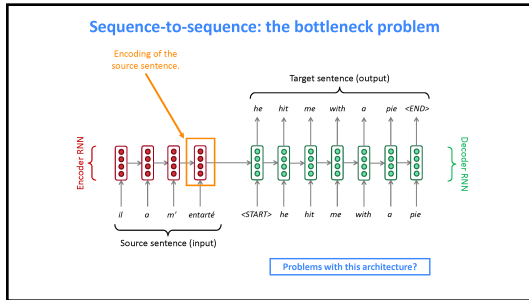 Sequence-to-sequence: the bottleneck problem
Encoding of the
source sentence.
Target sentence (output)
he hit me with a pie <END>
Encoder RNN
Decoder RNN
il a m' entarté
<START> he hit me with a pie
Source sentence (input)
Problems with this architecture?